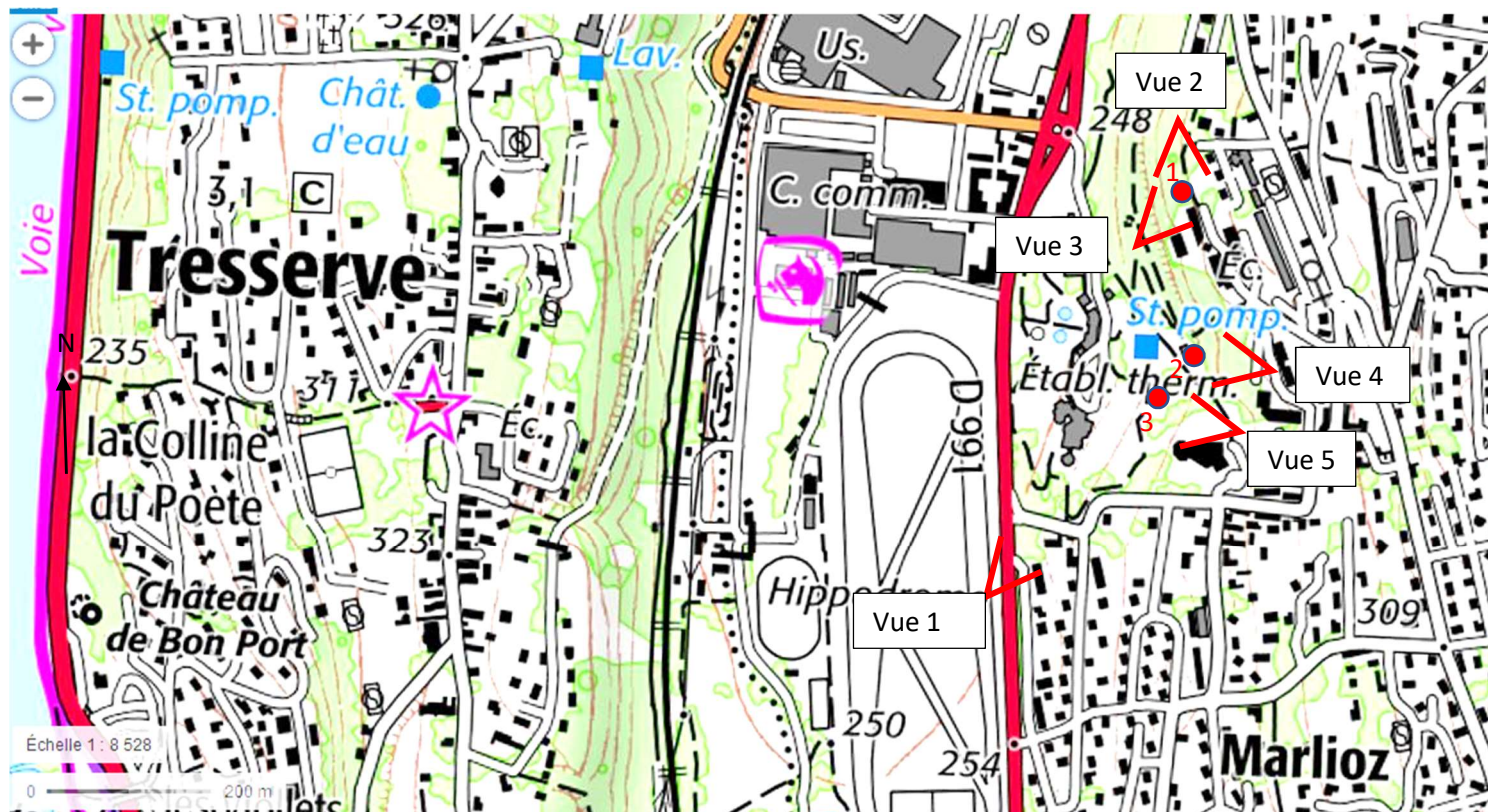 +
−
Voie
St. pomp.
Chât.
d'eau
Lav.
Us.
Vue 2
248
3,1
C
1
C. comm.
Tresserve
Vue 3
Éc.
St. pomp.
N
235
311
2
Établ. therm.
Vue 4
3
D 991
la Colline
du Poète
Éc.
Vue 5
323
Château
de Bon Port
Hippodrome
Vue 1
309
250
254
Marlioz
Échelle 1 : 8 528
0
200 m